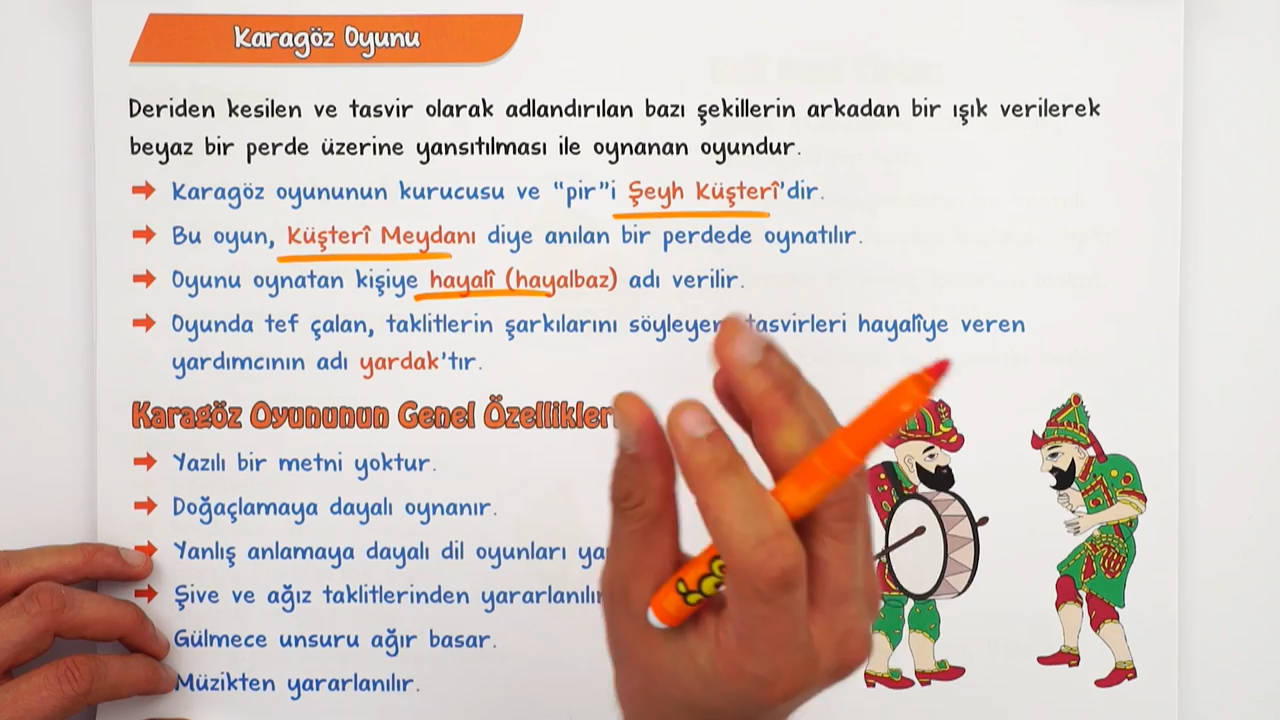 Karagöz Oyunu
Deriden kesilen ve tasvir olarak adlandırılan bazı şekillerin arkadan bir ışık verilerek
beyaz bir perde üzerine yansıtılması ile oynanan oyundur.
Karagöz oyununun kurucusu ve "pir"i Şeyh Küşterî'dir.
Bu oyun, Küşterî Meydanı diye anılan bir perdede oynatılır.
Oyunu oynatan kişiye hayalî (hayalbaz) adı verilir.
Oyunda tef çalan, taklitlerin şarkılarını söyleyen tasvirleri hayalîye veren
yardımcının adı yardak'tır.
Karagöz Oyununun Genel Özellikler
Yazılı bir metni yoktur.
Doğaçlamaya dayalı oynanır.
Yanlış anlamaya dayalı dil oyunları
Şive ve ağız taklitlerinden yararlanılır
Gülmece unsuru ağır basar.
Müzikten yararlanılır.